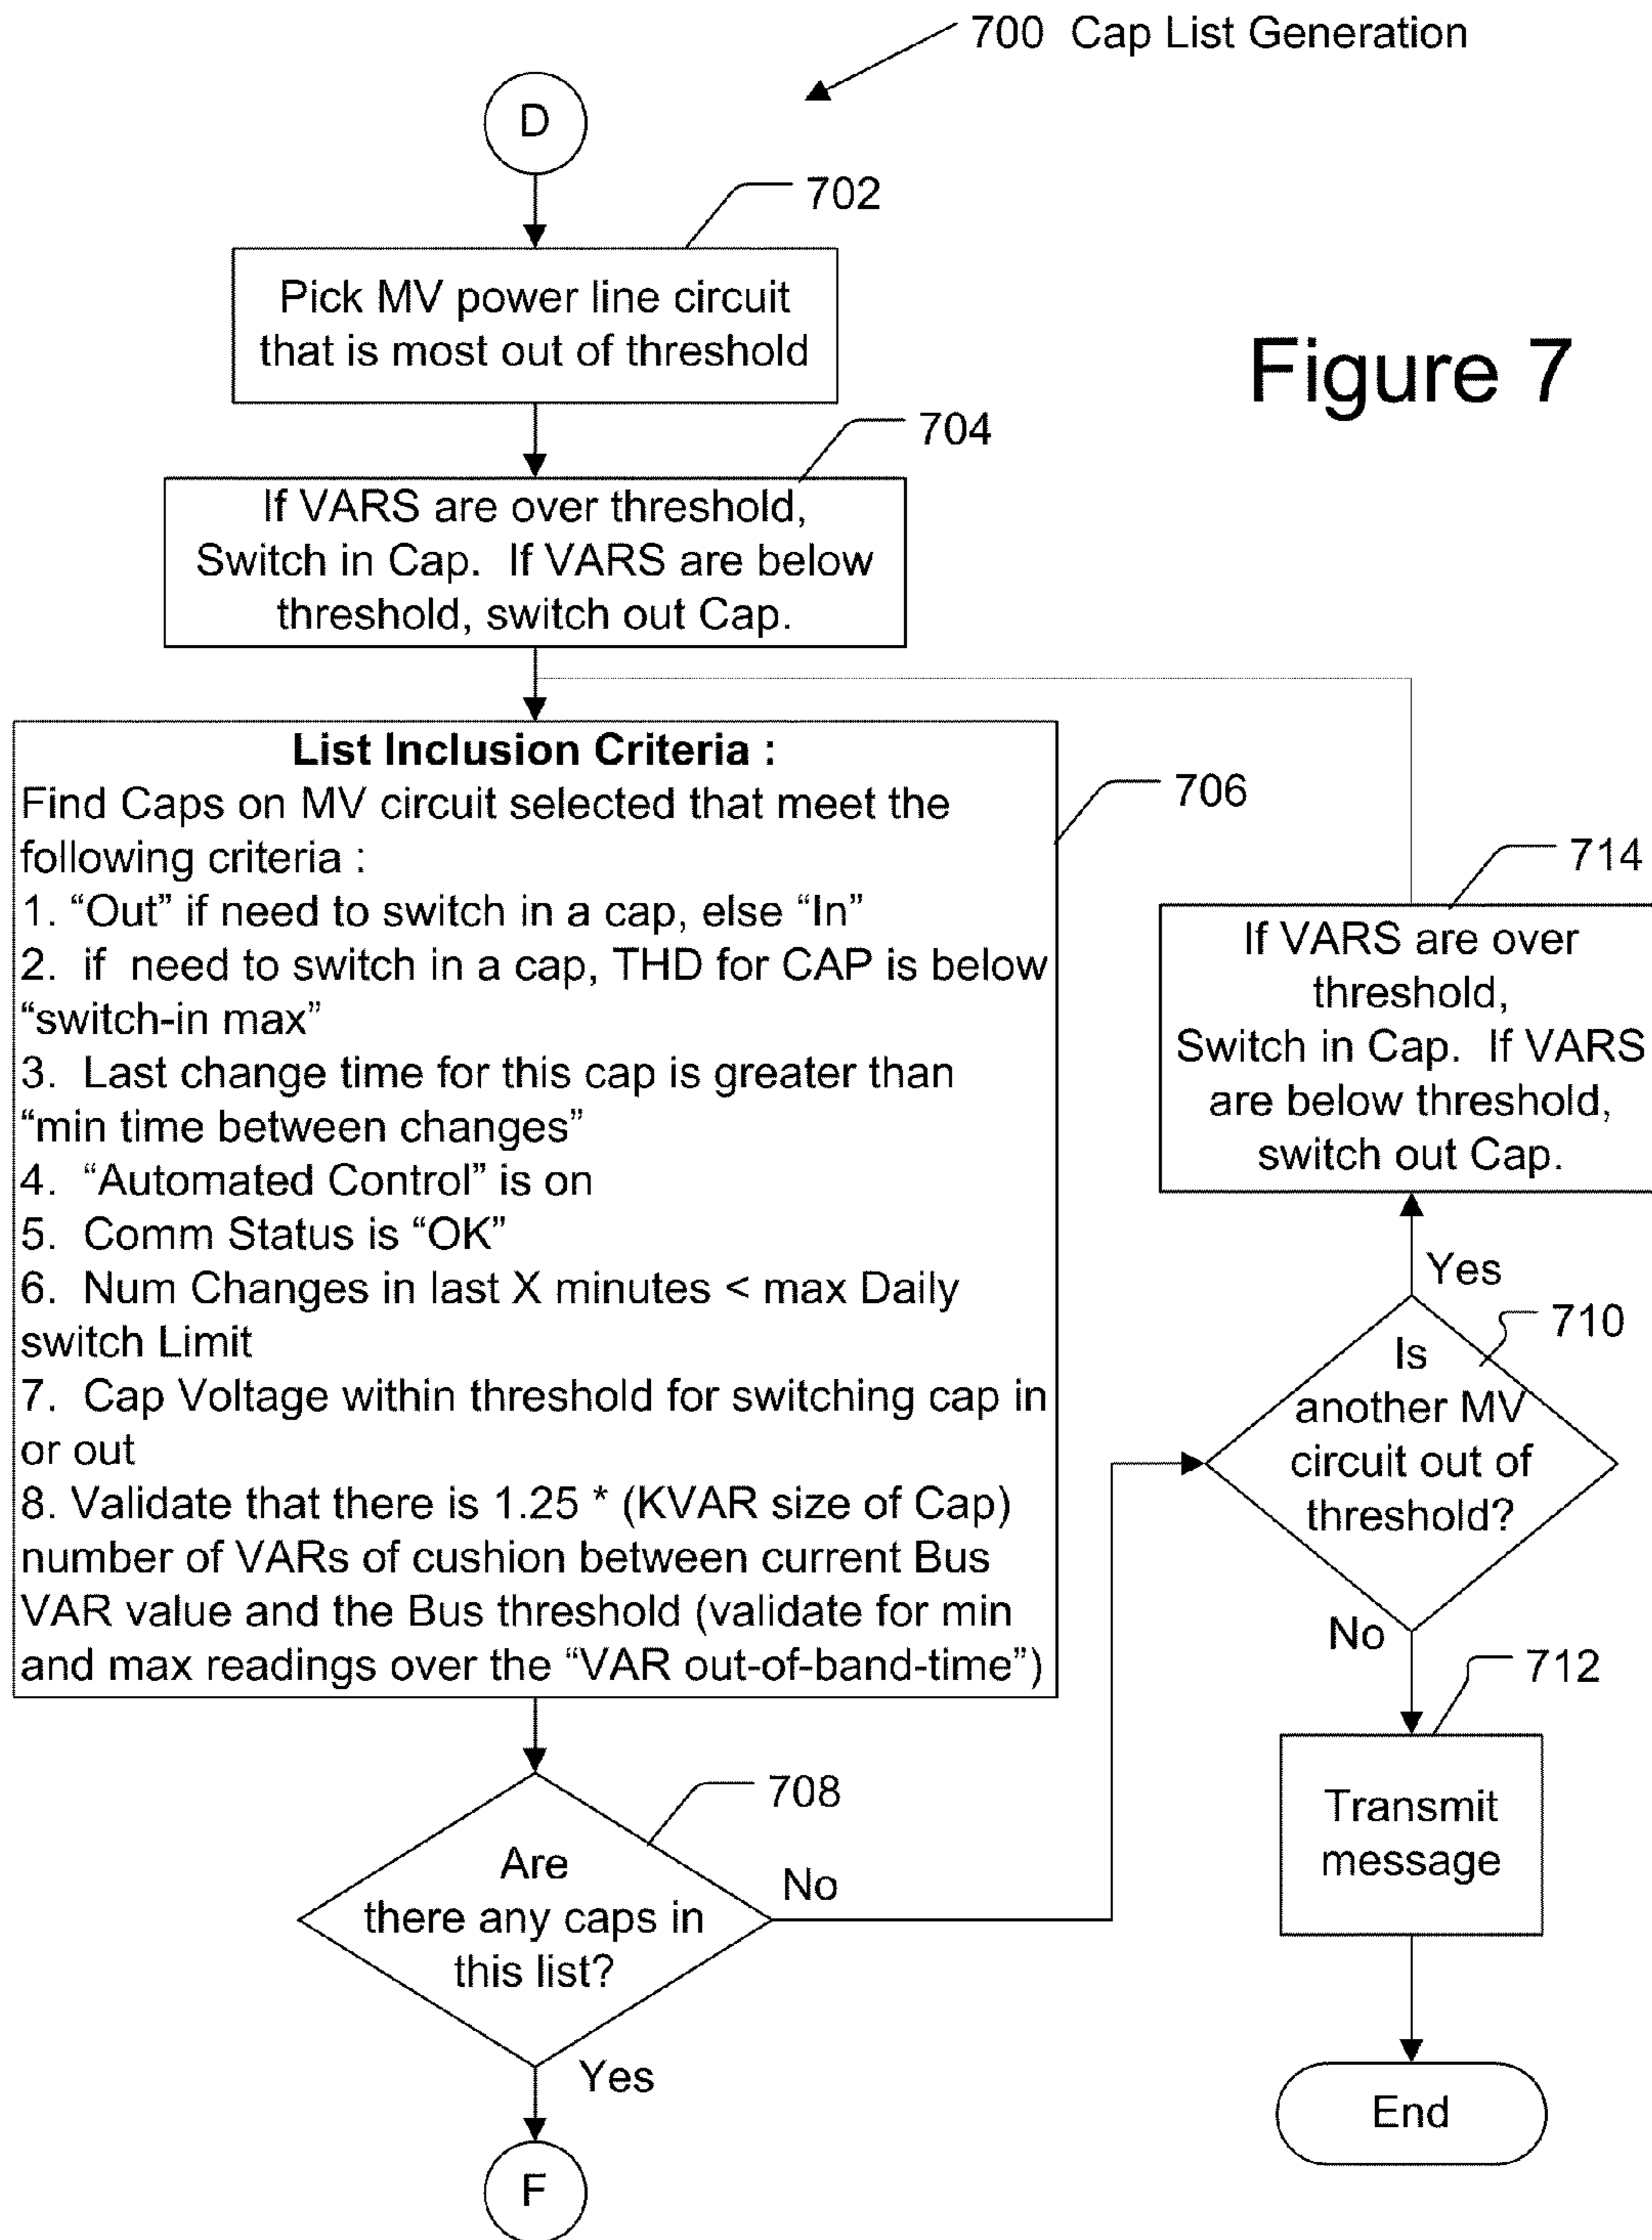 700 Cap List Generation
D
702
Pick MV power line circuit
that is most out of threshold
Figure 7
704
If VARS are over threshold,
Switch in Cap. If VARS are below
threshold, switch out Cap.
List Inclusion Criteria :
Find Caps on MV circuit selected that meet the
following criteria :
1. “Out” if need to switch in a cap, else “In”
2. if need to switch in a cap, THD for CAP is below
“switch-in max”
3. Last change time for this cap is greater than
“min time between changes”
4. “Automated Control” is on
5. Comm Status is “OK”
6. Num Changes in last X minutes < max Daily
switch Limit
7. Cap Voltage within threshold for switching cap in
or out
8. Validate that there is 1.25 * (KVAR size of Cap)
number of VARs of cushion between current Bus
VAR value and the Bus threshold (validate for min
and max readings over the “VAR out-of-band-time”)
706
714
If VARS are over
threshold,
Switch in Cap. If VARS
are below threshold,
switch out Cap.
Yes
710
Is
another MV
circuit out of
threshold?
No
712
Transmit
message
End
708
Are
there any caps in
this list?
No
Yes
F